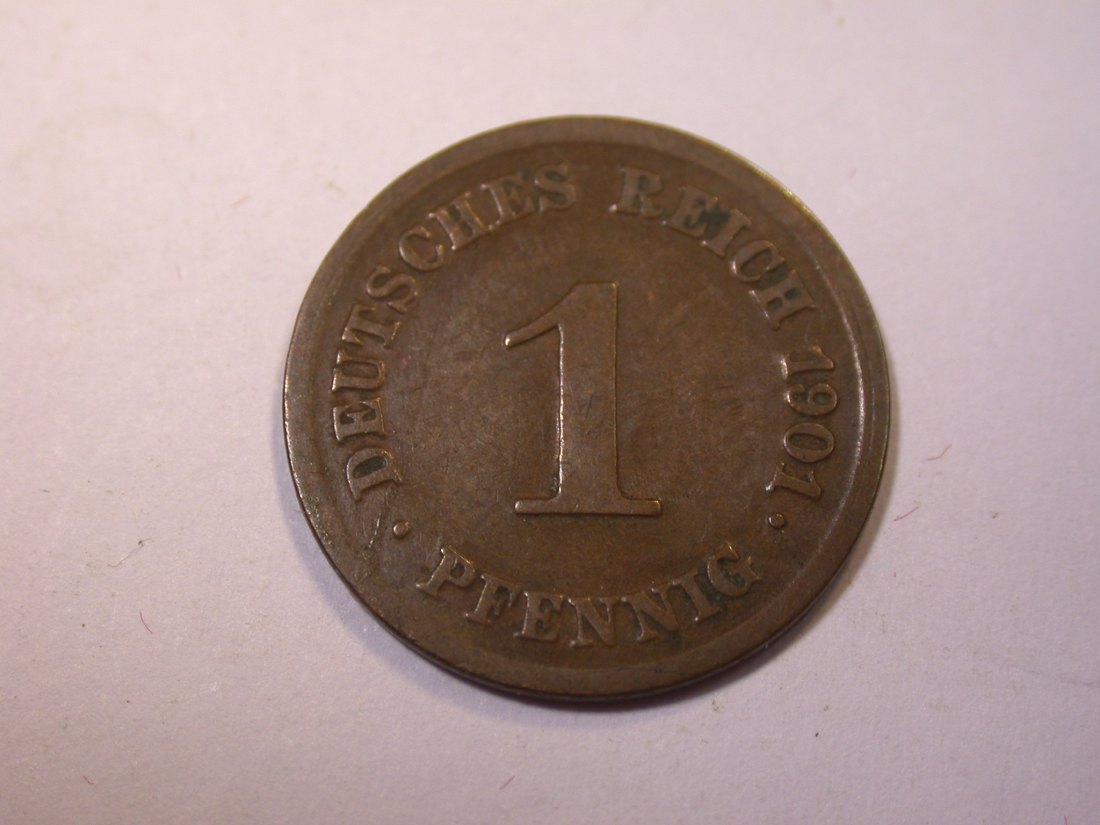 DEUTSCHES REICH 1901
1
· PFENNIG ·